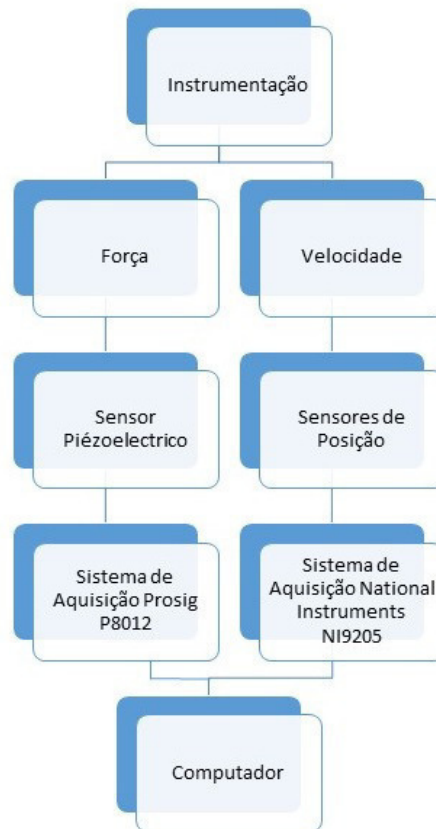 Instrumentação
Força
Velocidade
Sensor
Piézoelectrico
Sensores de
Posição
Sistema de
Aquisição Prosig
P8012
Sistema de
Aquisição National
Instruments
NI9205
Computador